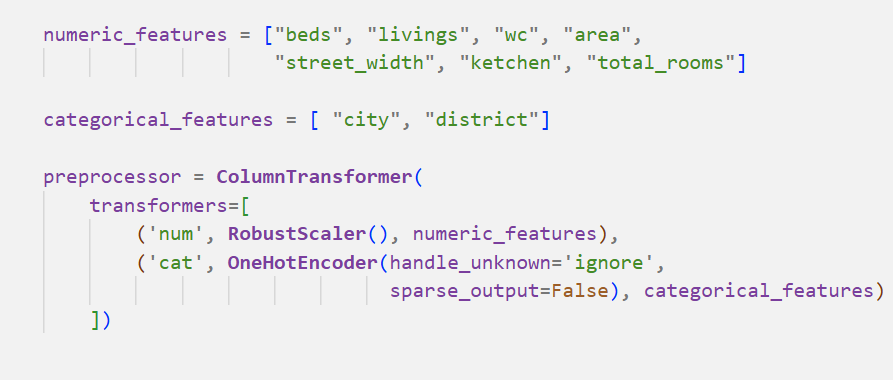 numeric_features = ["beds", "livings", "wc", "area",
"street_width", "ketchen", "total_rooms"]
categorical_features = [ "city", "district"]
preprocessor = ColumnTransformer(
transformers=[
('num', RobustScaler(), numeric_features),
('cat', OneHotEncoder(handle_unknown='ignore',
sparse_output=False), categorical_features)
])